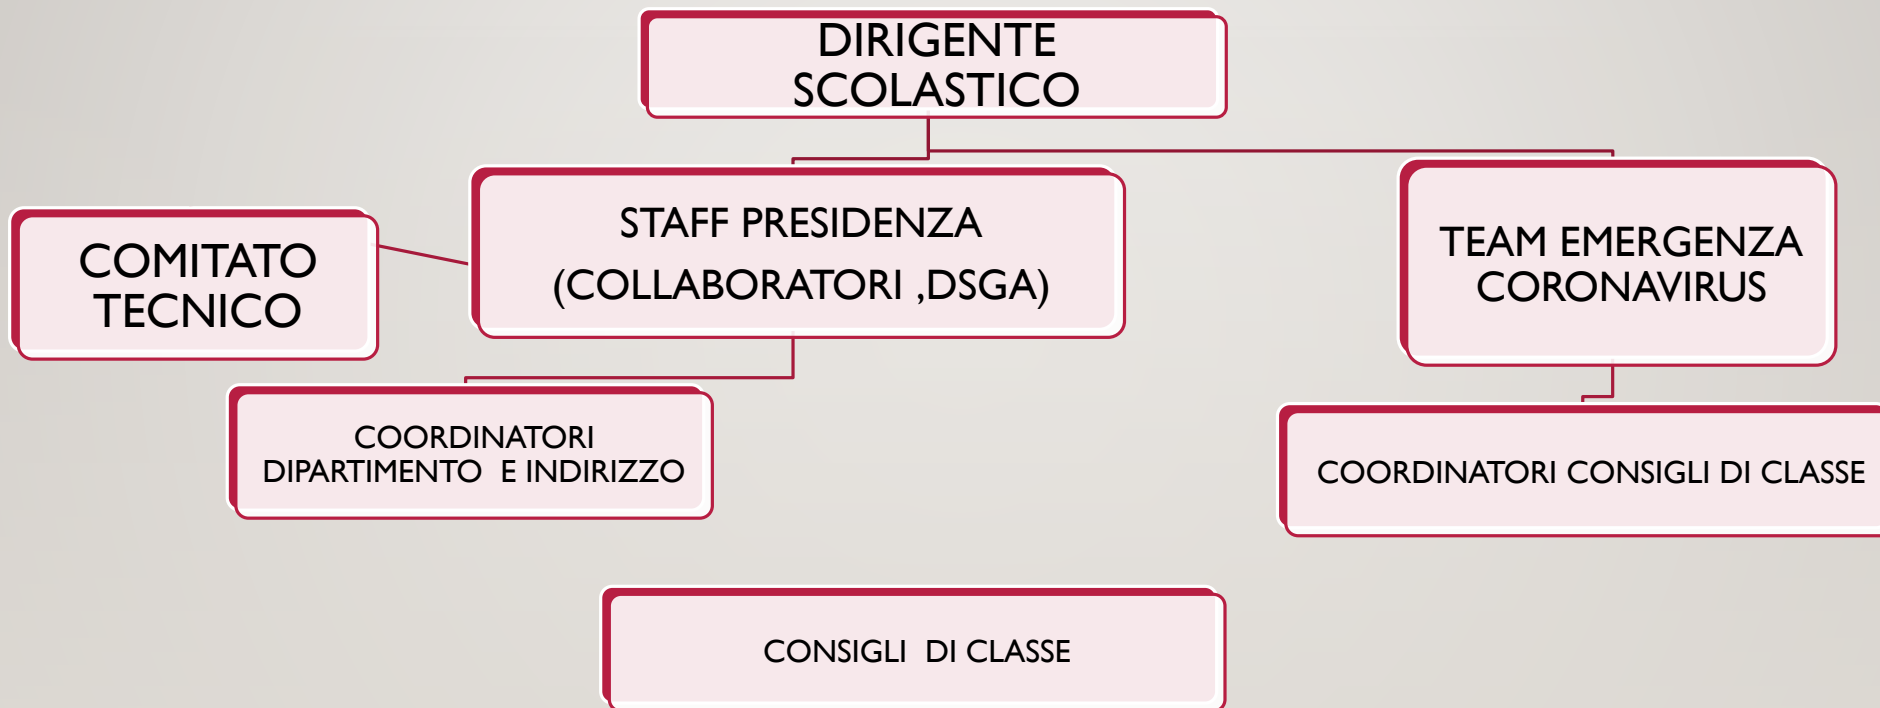 DIRIGENTE
SCOLASTICO
STAFF PRESIDENZA
(COLLABORATORI ,DSGA)
COMITATO
TECNICO
TEAM EMERGENZA
CORONAVIRUS
COORDINATORI
DIPARTIMENTO E INDIRIZZO
COORDINATORI CONSIGLI DI CLASSE
CONSIGLI DI CLASSE